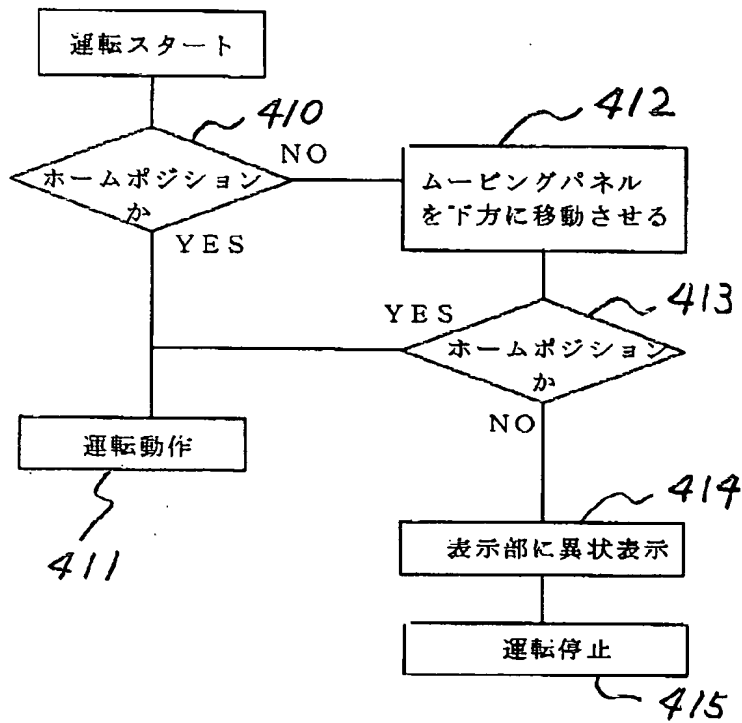 運転スタート
410
ホームポジション
か
NO
YES
412
ムービングパネル
を下方に移動させる
413
YES
ホームポジション
か
NO
運転動作
411
414
表示部に異状表示
運転停止
415